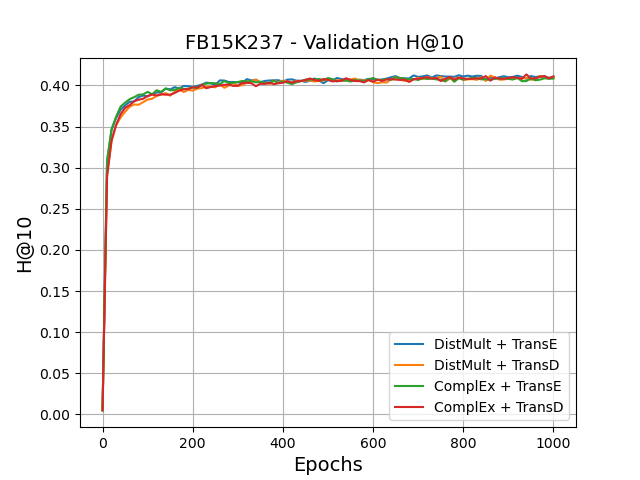 FB15K237 - Validation H@10
H@10
0.40
0.35
0.30
0.25
0.20
0.15
0.10
0.05
0.00
DistMult + TransE
DistMult + TransD
ComplEx + TransE
ComplEx + TransD
0 200 400 600 800 1000
Epochs